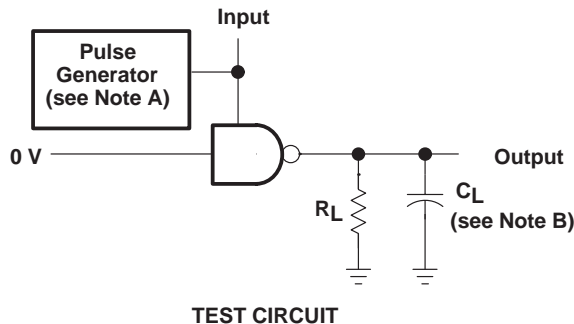 Input
Pulse
Generator
(see Note A)
0 V
Output
RL
CL
(see Note B)
TEST CIRCUIT